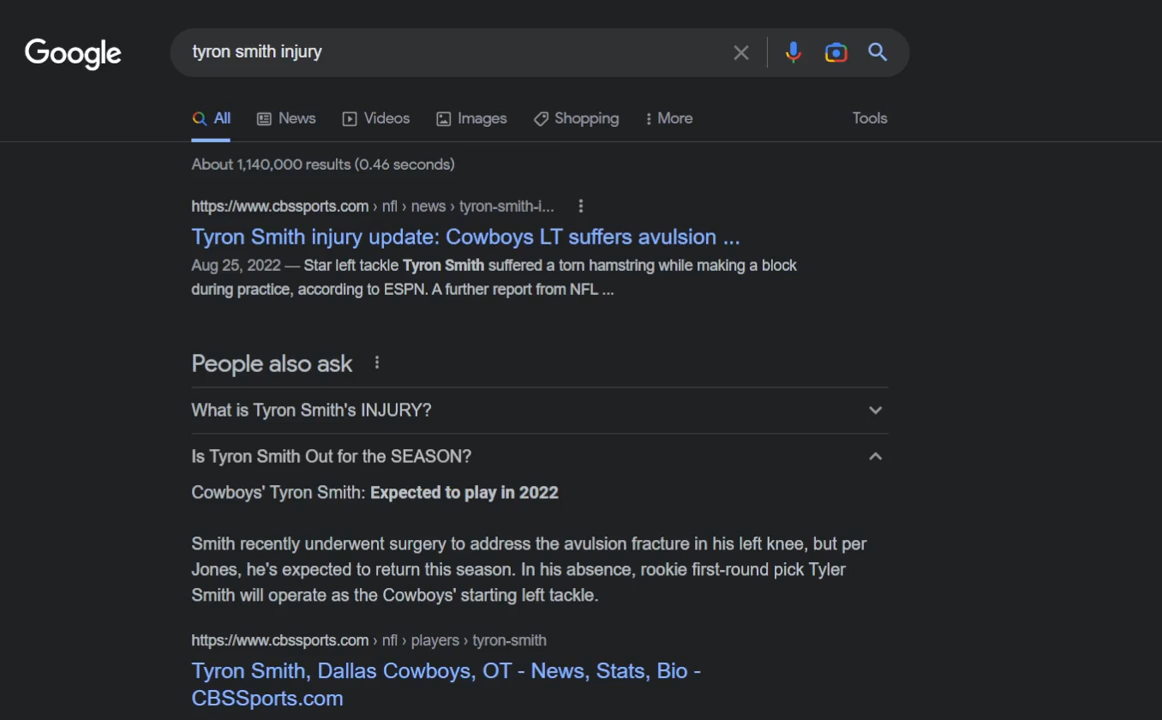 Google
tyron smith injury
All News Videos Images Shopping More Tools
About 1,140,000 results (0.46 seconds)
https://www.cbssports.com › nfl › news › tyron-smith-i...
Tyron Smith injury update: Cowboys LT suffers avulsion ...
Aug 25, 2022 — Star left tackle Tyron Smith suffered a torn hamstring while making a block
during practice, according to ESPN. A further report from NFL ...
People also ask
What is Tyron Smith's INJURY?
Is Tyron Smith Out for the SEASON?
Cowboys' Tyron Smith: Expected to play in 2022
Smith recently underwent surgery to address the avulsion fracture in his left knee, but per
Jones, he's expected to return this season. In his absence, rookie first-round pick Tyler
Smith will operate as the Cowboys' starting left tackle.
https://www.cbssports.com › nfl › players › tyron-smith
Tyron Smith, Dallas Cowboys, OT - News, Stats, Bio -
CBSSports.com